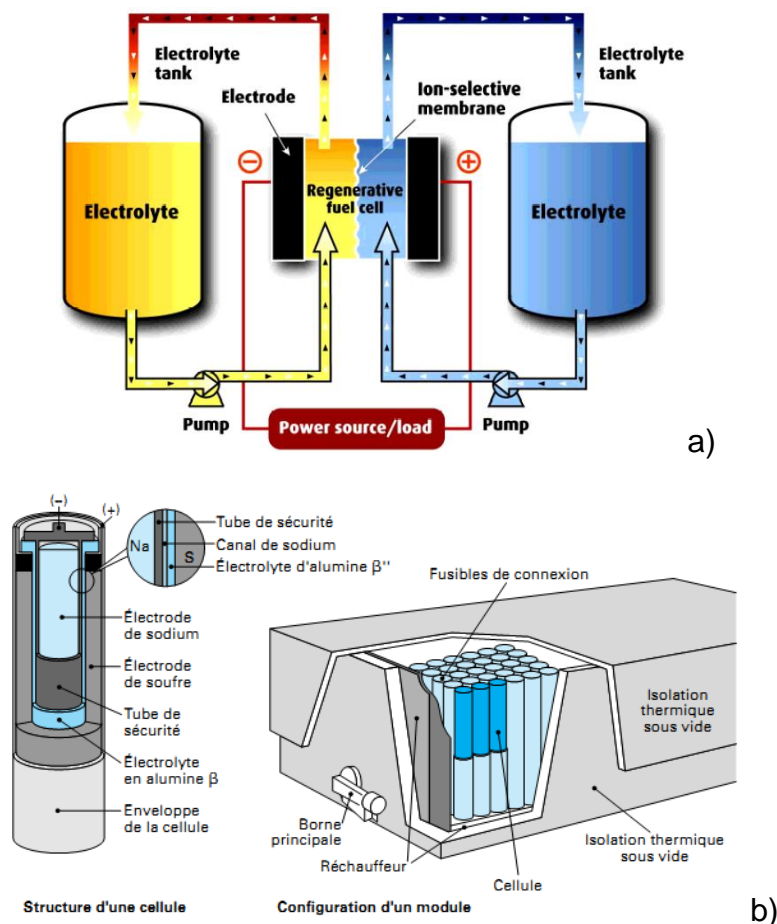 Electrolyte
tank
Electrolyte
tank
Electrode
Ion-selective
membrane
Electrolyte
Regenerative
fuel cell
Electrolyte
Pump
Power source/load
Pump
a)
(−)
(+)
Na
S
Tube de sécurité
Canal de sodium
Électrolyte d'alumine β''
Électrode
de sodium
Électrode
de soufre
Tube de
sécurité
Électrolyte
en alumine β
Enveloppe
de la cellule
Fusibles de connexion
Isolation
thermique
sous vide
Borne
principale
Réchauffeur
Isolation thermique
sous vide
Cellule
Structure d'une cellule
Configuration d'un module
b)